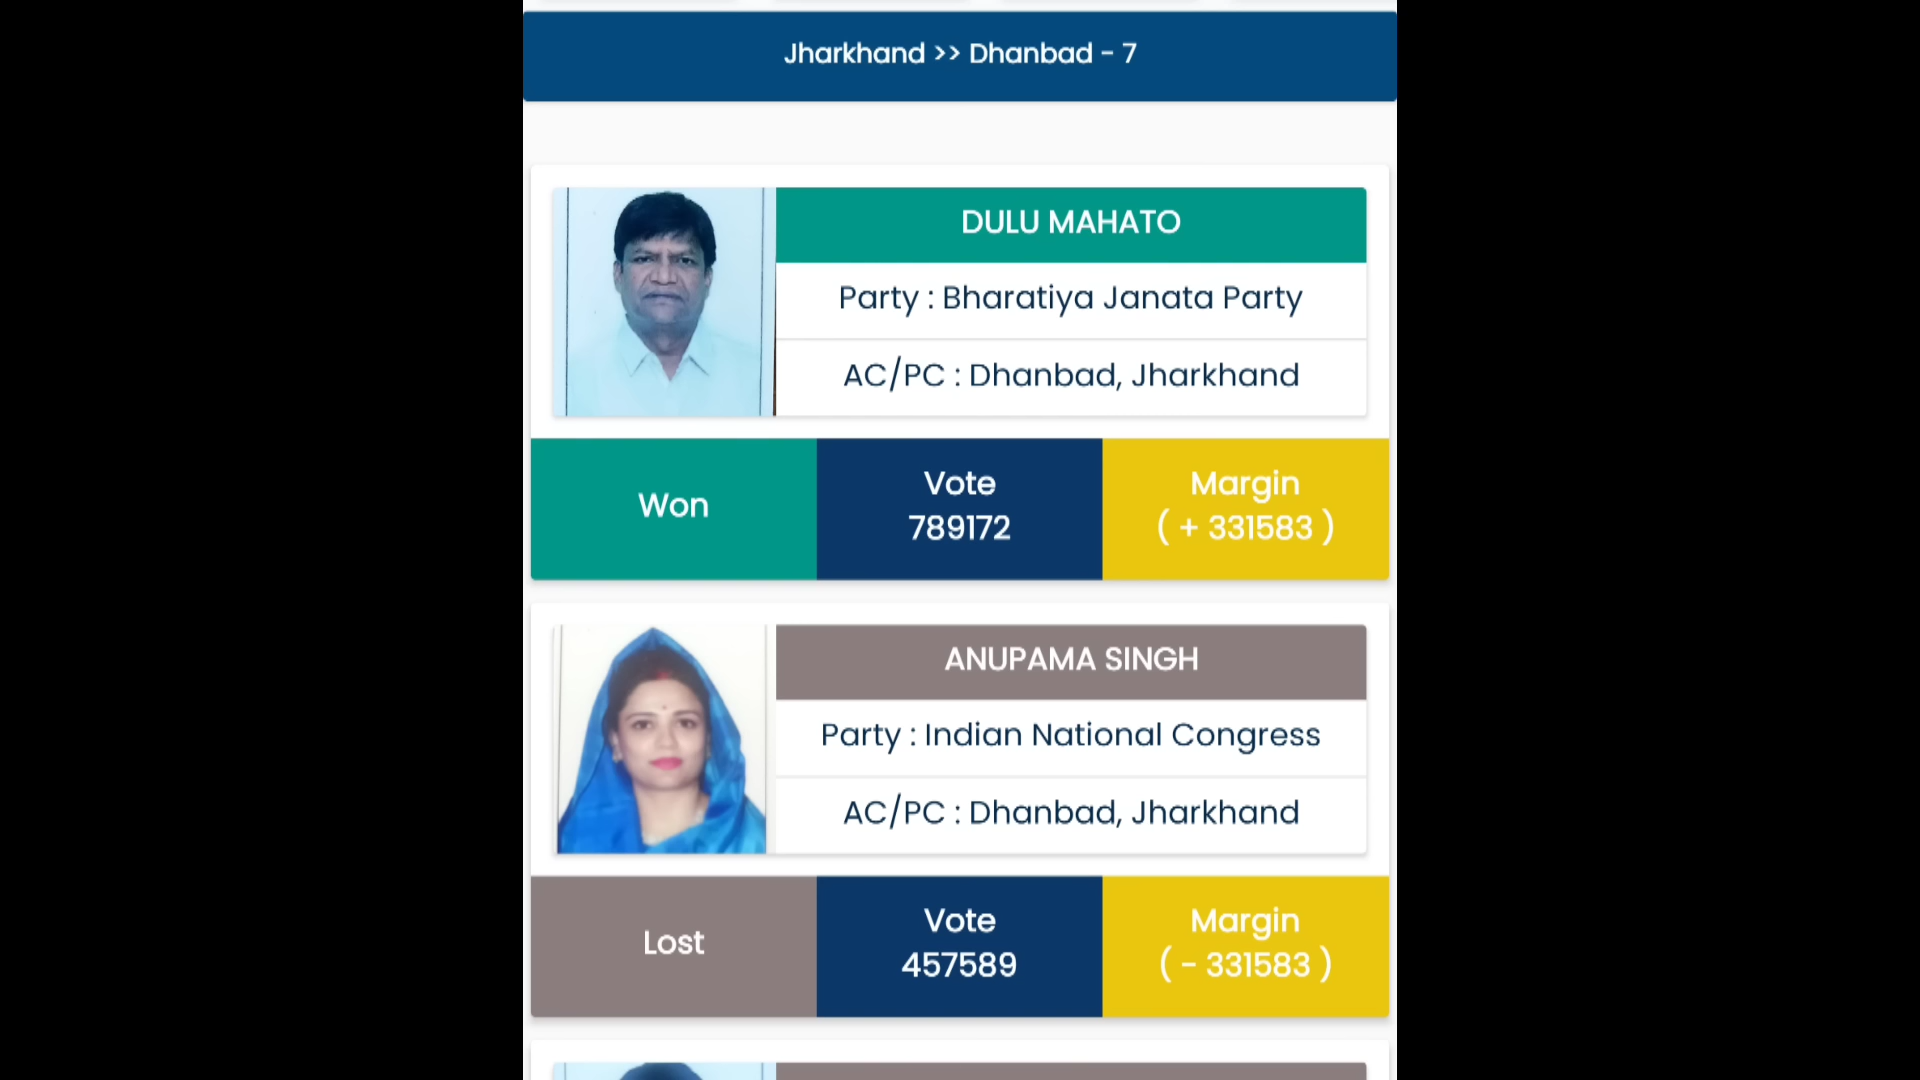 Jharkhand >> Dhanbad - 7
DULU MAHATO
Party : Bharatiya Janata Party
AC/PC : Dhanbad, Jharkhand
Won
Vote
789172
Margin
( + 331583 )
ANUPAMA SINGH
Party : Indian National Congress
AC/PC : Dhanbad, Jharkhand
Lost
Vote
457589
Margin
( - 331583 )